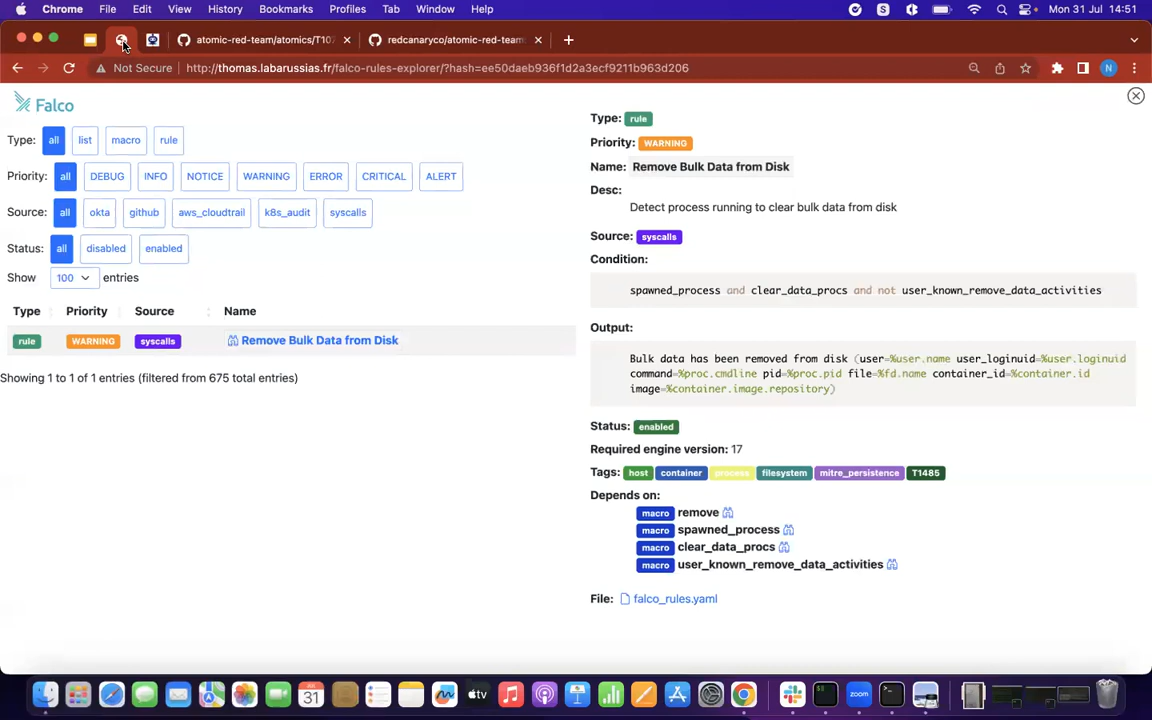 Chrome File Edit View History Bookmarks Profiles Tab Window Help Mon 31 Jul 14:51
atomic-red-team/atomics/T107 redcanaryco/atomic-red-team
Not Secure http://thomas.labarussias.fr/falco-rules-explorer/?hash=ee50daeb936f1d2a3ecf9211b963d206 N
Falco
Type: all list macro rule
Priority: all DEBUG INFO NOTICE WARNING ERROR CRITICAL ALERT
Source: all okta github aws_cloudtrail k8s_audit syscalls
Status: all disabled enabled
Show 100 entries
Type Priority Source Name
rule WARNING syscalls Remove Bulk Data from Disk
Showing 1 to 1 of 1 entries (filtered from 675 total entries)
Type: rule
Priority: WARNING
Name: Remove Bulk Data from Disk
Desc:
Detect process running to clear bulk data from disk
Source: syscalls
Condition:
spawned_process and clear_data_procs and not user_known_remove_data_activities
Output:
Bulk data has been removed from disk (user=%user.name user_loginuid=%user.loginuid
command=%proc.cmdline pid=%proc.pid file=%fd.name container_id=%container.id
image=%container.image.repository)
Status: enabled
Required engine version: 17
Tags: host container process filesystem mitre_persistence T1485
Depends on:
macro remove
macro spawned_process
macro clear_data_procs
macro user_known_remove_data_activities
File: falco_rules.yaml
31 tv zoom